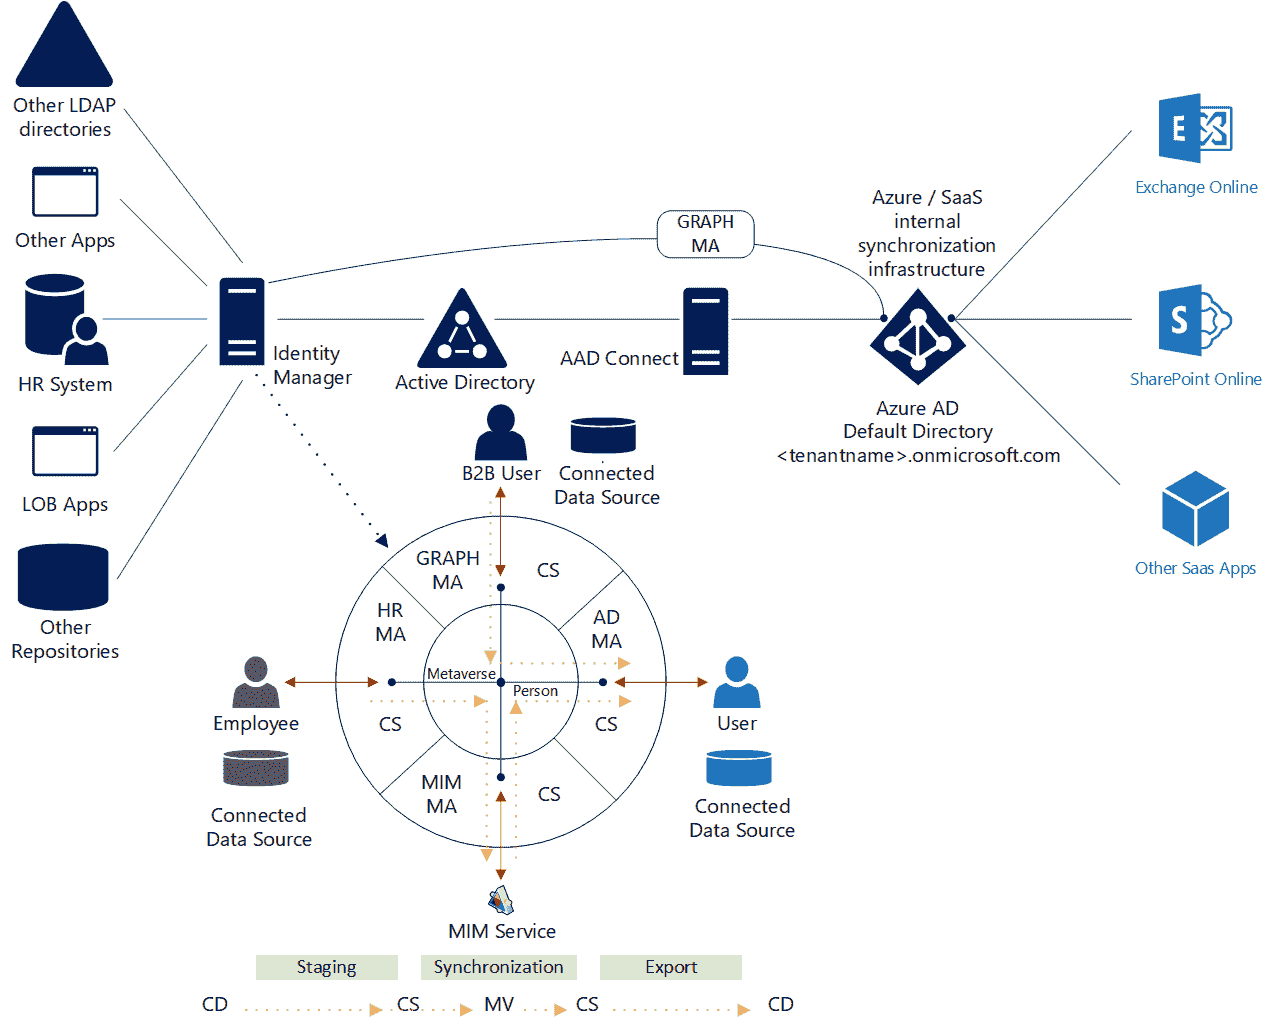 Other LDAP
directories
Other Apps
HR System
LOB Apps
Other
Repositories
Identity
Manager
GRAPH
MA
Active Directory
AAD Connect
Azure / SaaS
internal
synchronization
infrastructure
Azure AD
Default Directory
<tenantname>.onmicrosoft.com
Exchange Online
SharePoint Online
Other Saas Apps
B2B User
Connected
Data Source
GRAPH
MA
CS
HR
MA
AD
MA
Metaverse
Person
CS
CS
MIM
MA
CS
Employee
Connected
Data Source
User
Connected
Data Source
MIM Service
Staging
Synchronization
Export
CD
CS
MV
CS
CD
E
S